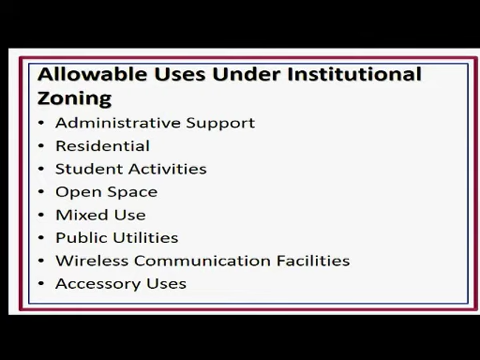 Allowable Uses Under Institutional
Zoning
• Administrative Support
• Residential
• Student Activities
• Open Space
• Mixed Use
• Public Utilities
• Wireless Communication Facilities
• Accessory Uses